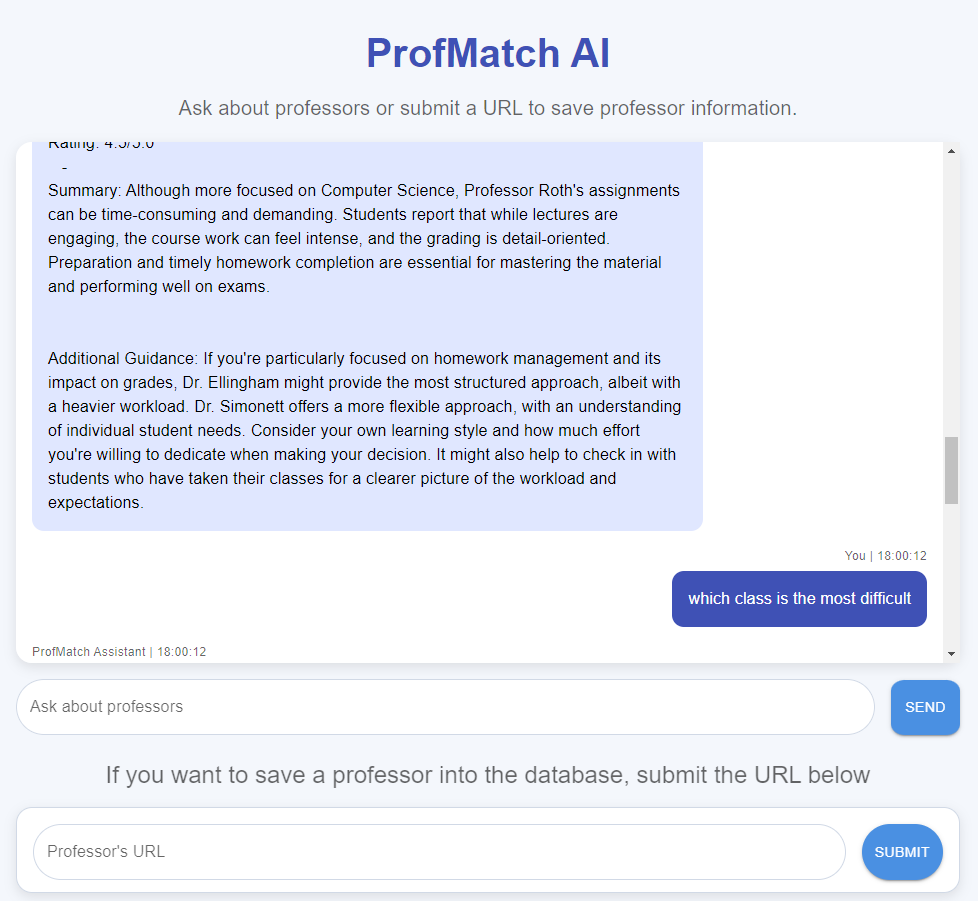 ProfMatch AI
Ask about professors or submit a URL to save professor information.
Rating: 4.5/5.0
-
Summary: Although more focused on Computer Science, Professor Roth's assignments
can be time-consuming and demanding. Students report that while lectures are
engaging, the course work can feel intense, and the grading is detail-oriented.
Preparation and timely homework completion are essential for mastering the material
and performing well on exams.
Additional Guidance: If you're particularly focused on homework management and its
impact on grades, Dr. Ellingham might provide the most structured approach, albeit with
a heavier workload. Dr. Simonett offers a more flexible approach, with an understanding
of individual student needs. Consider your own learning style and how much effort
you're willing to dedicate when making your decision. It might also help to check in with
students who have taken their classes for a clearer picture of the workload and
expectations.
You | 18:00:12
which class is the most difficult
ProfMatch Assistant | 18:00:12
Ask about professors
SEND
If you want to save a professor into the database, submit the URL below
Professor's URL
SUBMIT